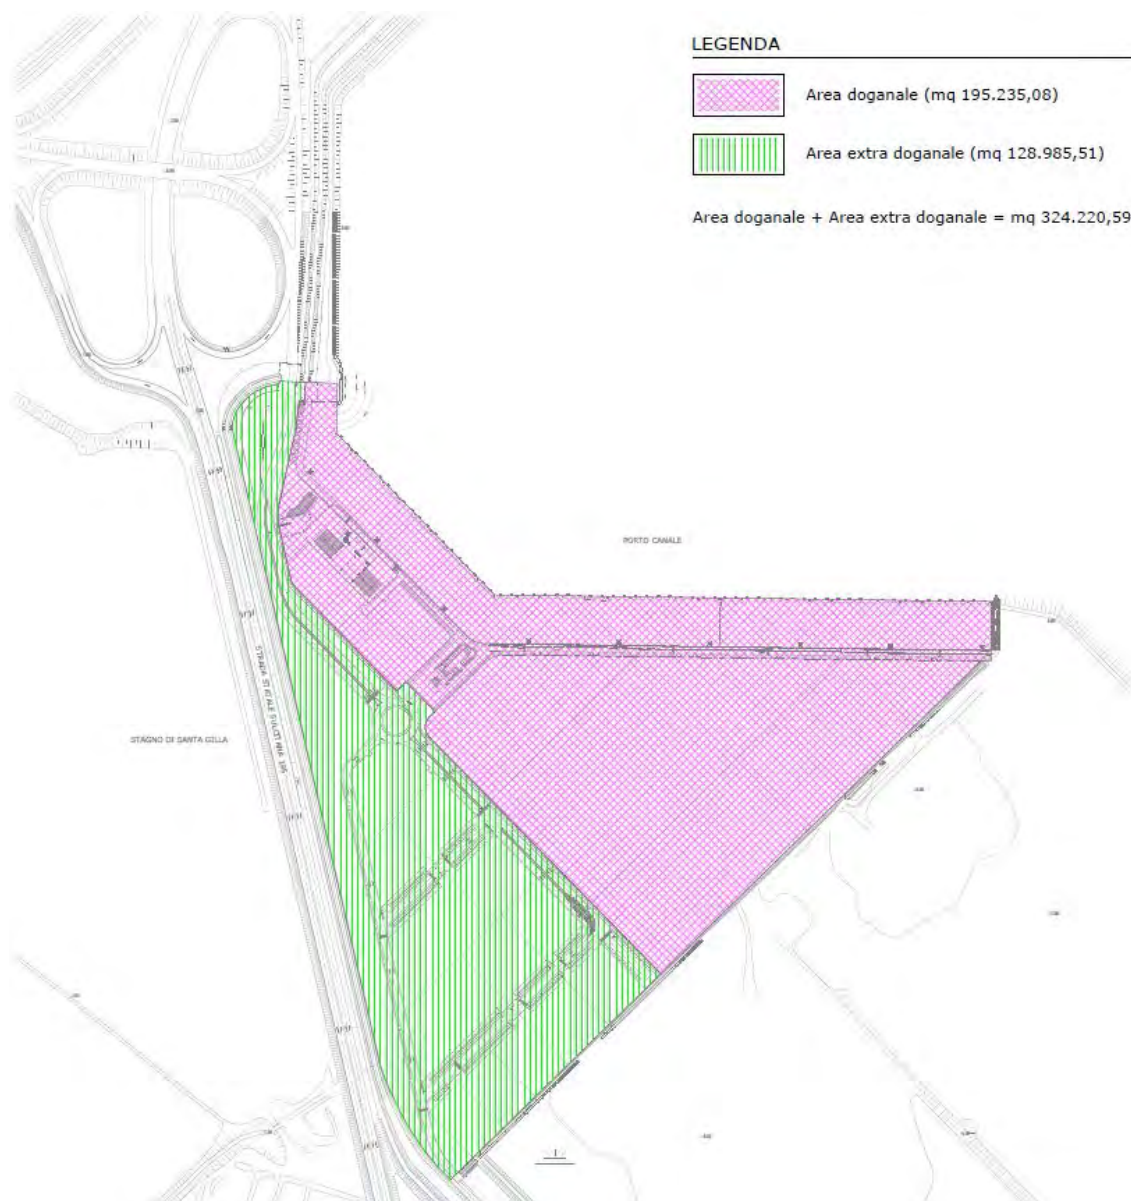 LEGENDA
Area doganale (mq 195.235,08)
Area extra doganale (mq 128.985,51)
Area doganale + Area extra doganale = mq 324.220,59
PORTO CANALE
STRADA STATALE SULCITANA 195
STAGNO DI SANTA GILLA